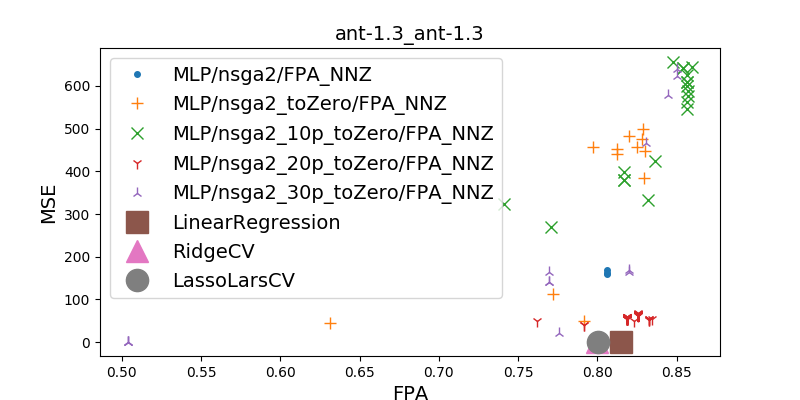 ant-1.3_ant-1.3
MLP/nsga2/FPA_NNZ
MLP/nsga2_toZero/FPA_NNZ
MLP/nsga2_10p_toZero/FPA_NNZ
MLP/nsga2_20p_toZero/FPA_NNZ
MLP/nsga2_30p_toZero/FPA_NNZ
LinearRegression
RidgeCV
LassoLarsCV
MSE
600
500
400
300
200
100
0
0.50 0.55 0.60 0.65 0.70 0.75 0.80 0.85
FPA